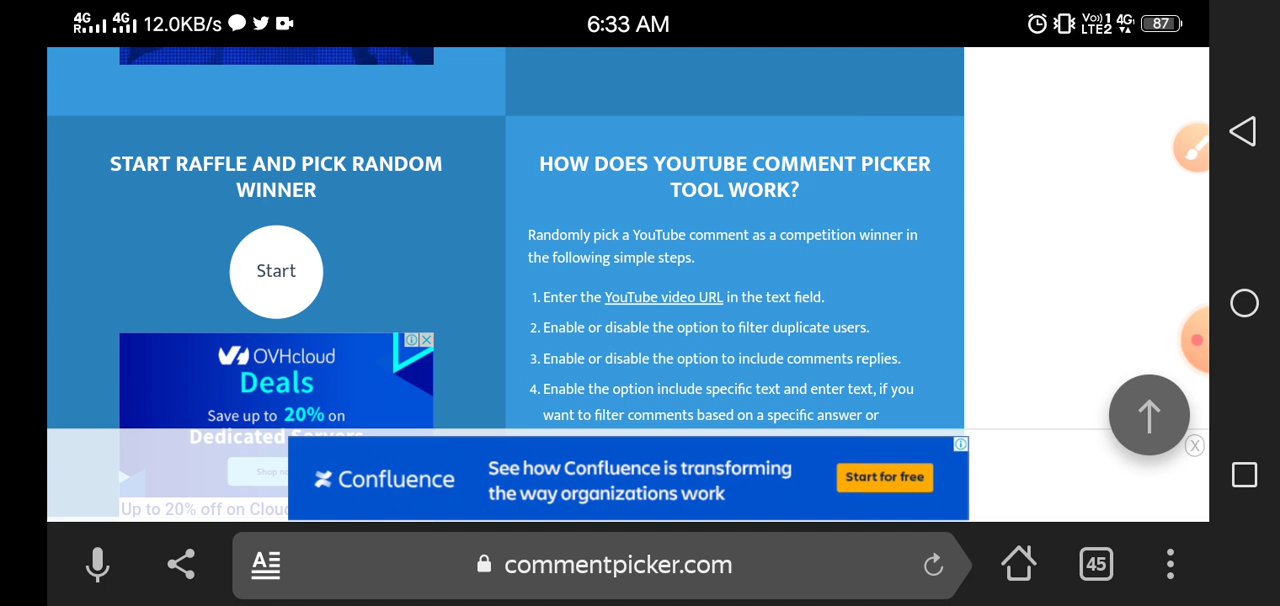 4G 4G 12.0KB/s
R
6:33 AM
Vo)) 1 4G
LTE2
87
START RAFFLE AND PICK RANDOM
WINNER
Start
OVHcloud
Deals
Save up to 20% on
Dedicated Servers
Shop no
Up to 20% off on Clou
HOW DOES YOUTUBE COMMENT PICKER
TOOL WORK?
Randomly pick a YouTube comment as a competition winner in
the following simple steps.
1. Enter the YouTube video URL in the text field.
2. Enable or disable the option to filter duplicate users.
3. Enable or disable the option to include comments replies.
4. Enable the option include specific text and enter text, if you
want to filter comments based on a specific answer or
Confluence
See how Confluence is transforming
the way organizations work
Start for free
commentpicker.com
45